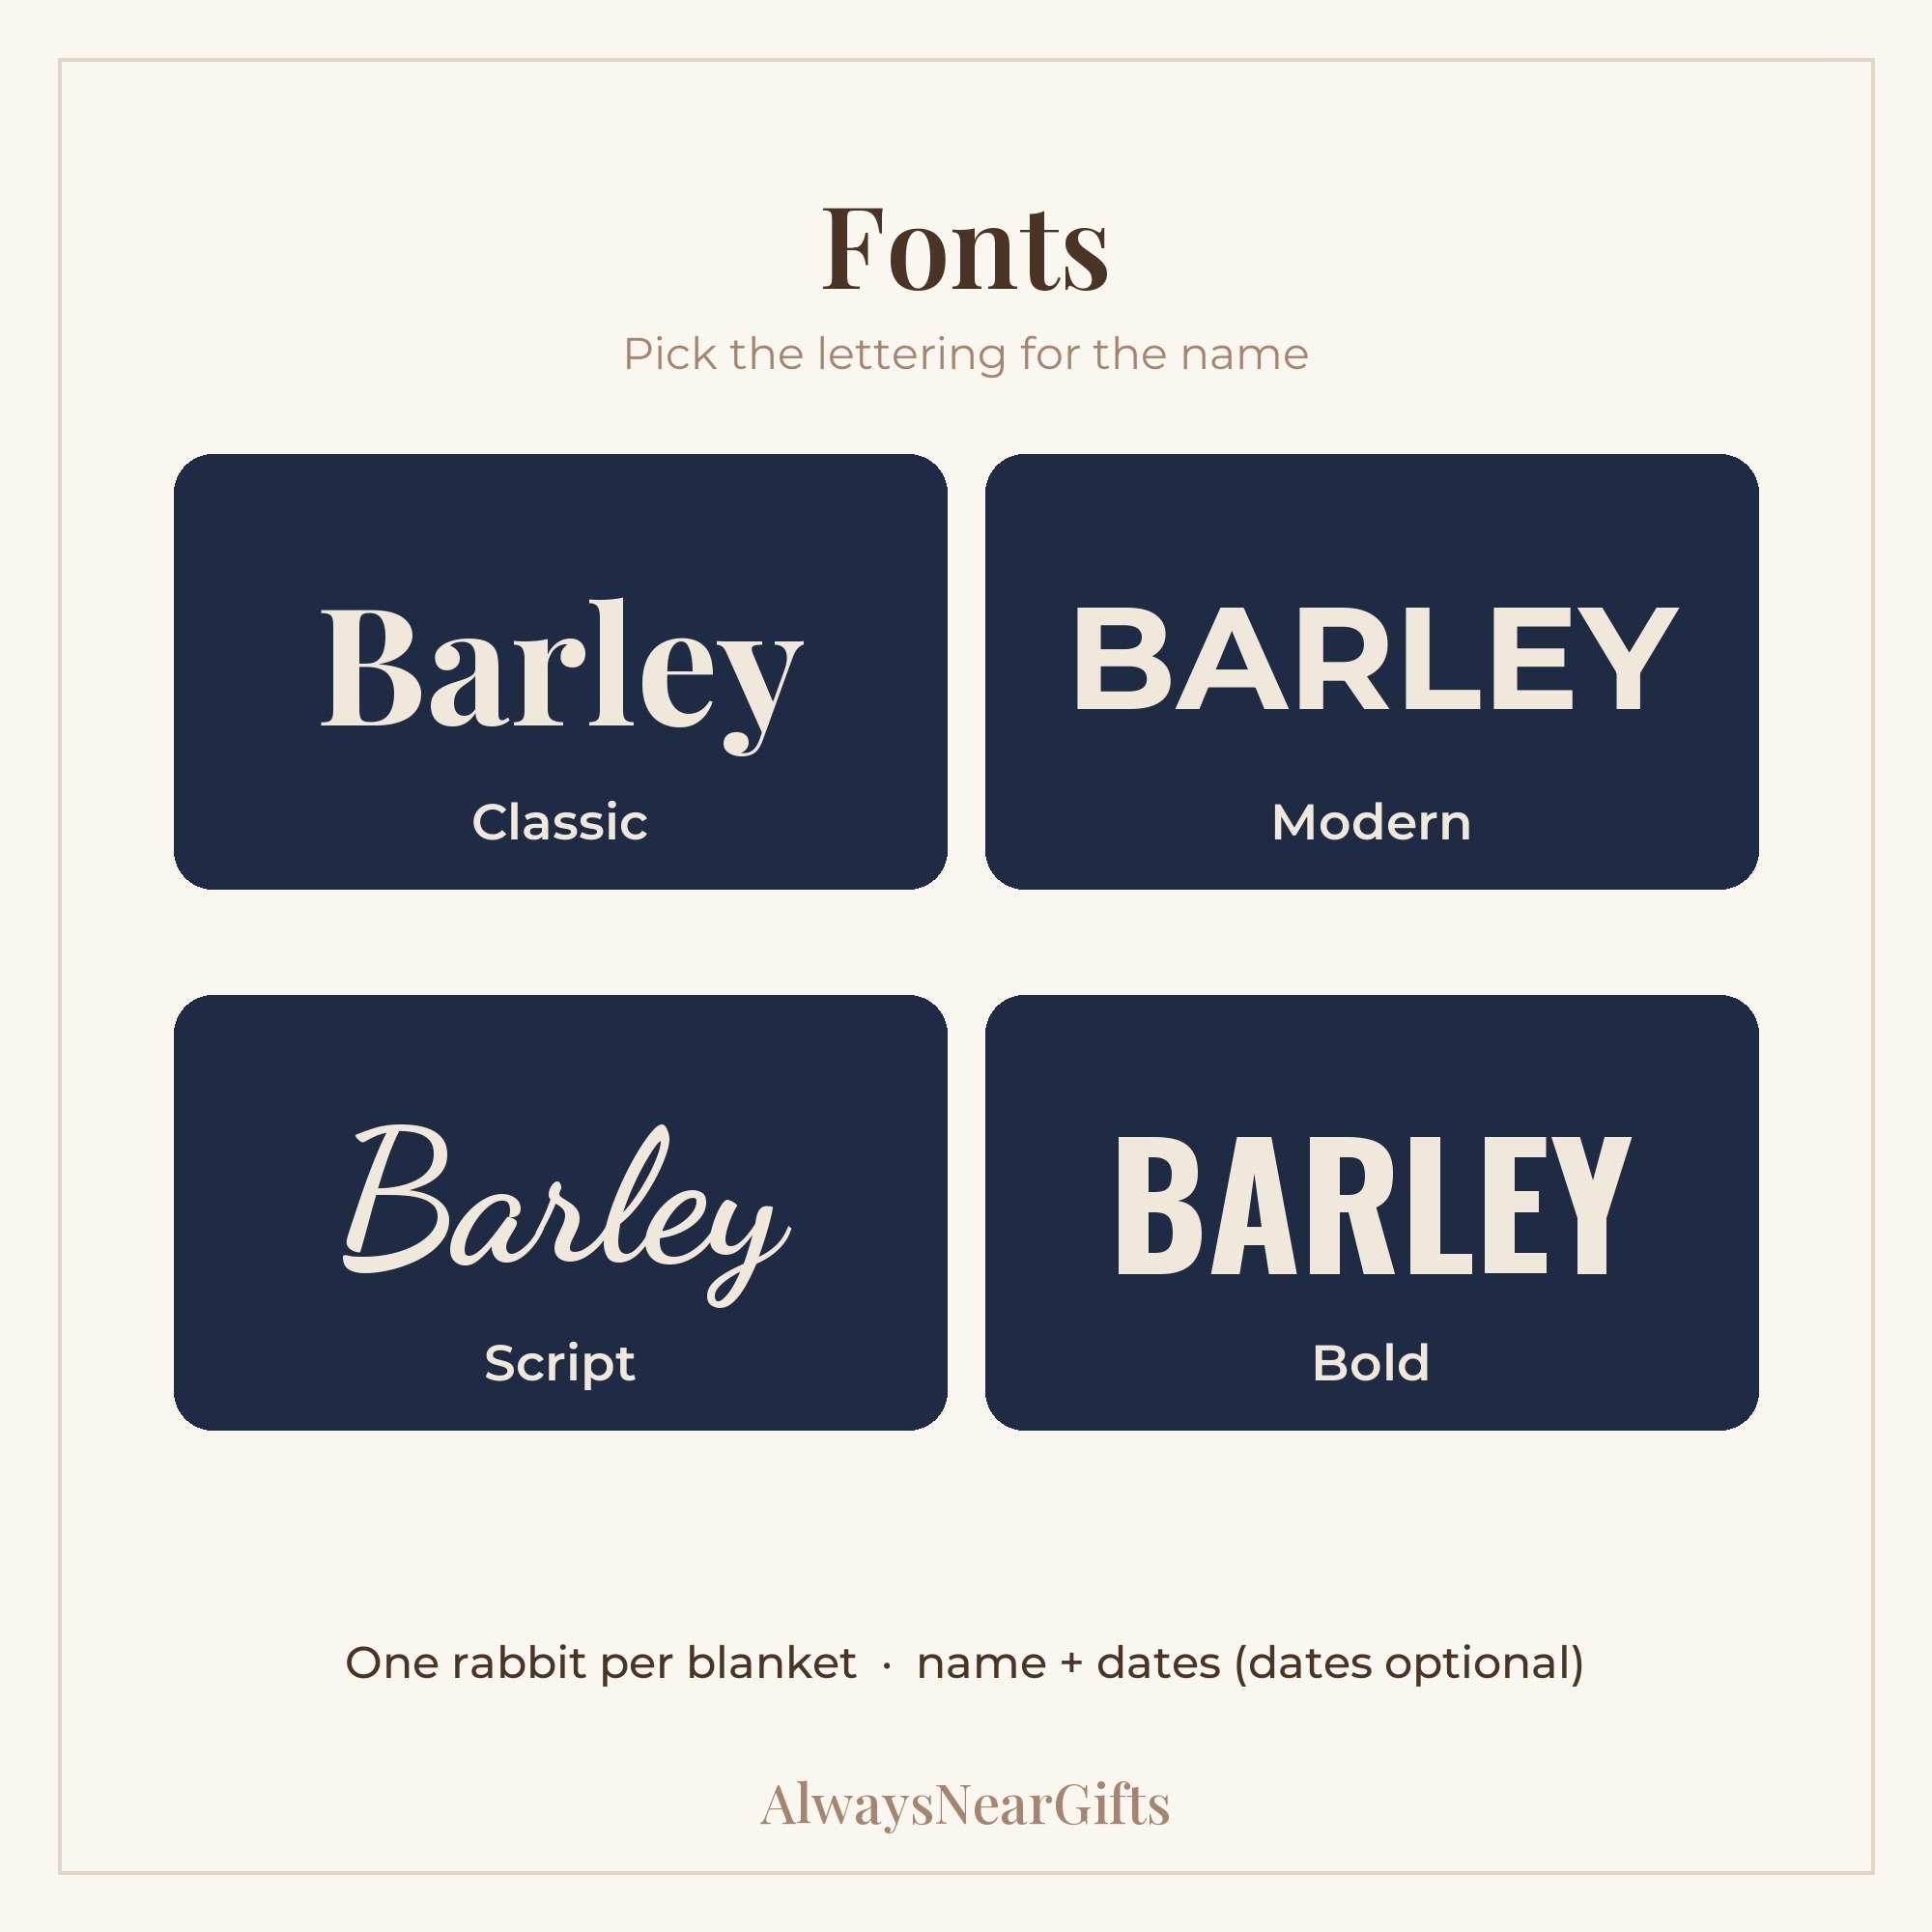 Fonts
Pick the lettering for the name
Barley
Classic
BARLEY
Modern
Barley
Script
BARLEY
Bold
One rabbit per blanket · name + dates (dates optional)
AlwaysNearGifts